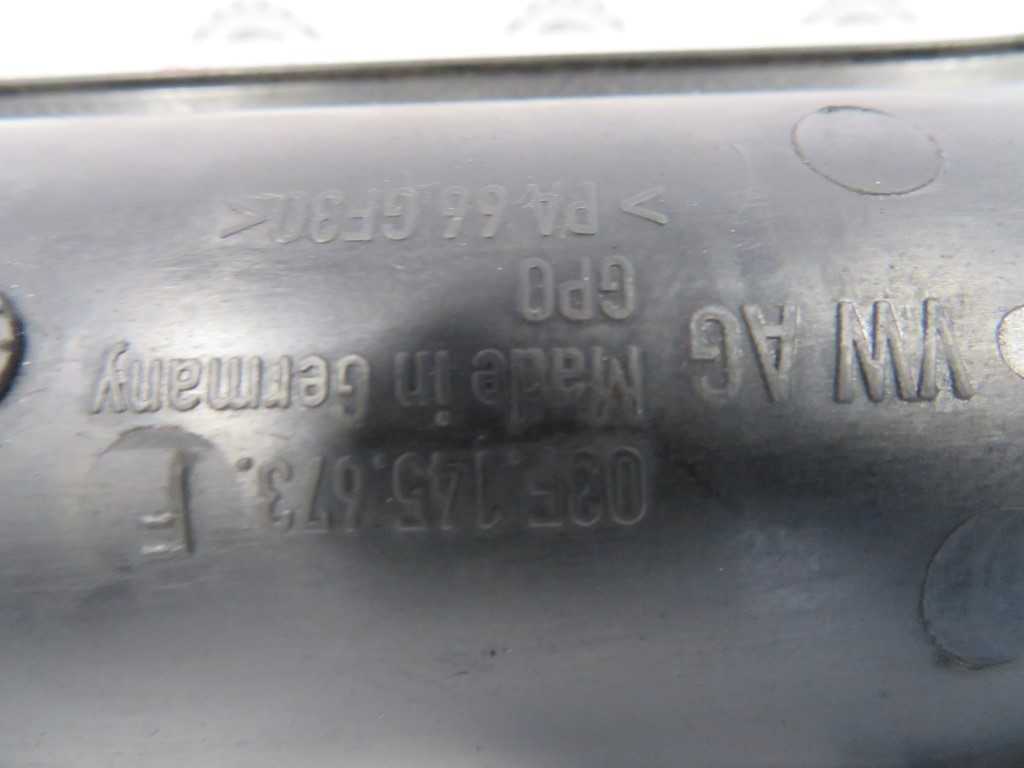 03F.145.673. F
VW AG Made in Germany
GPO
>PA 66 GF30<